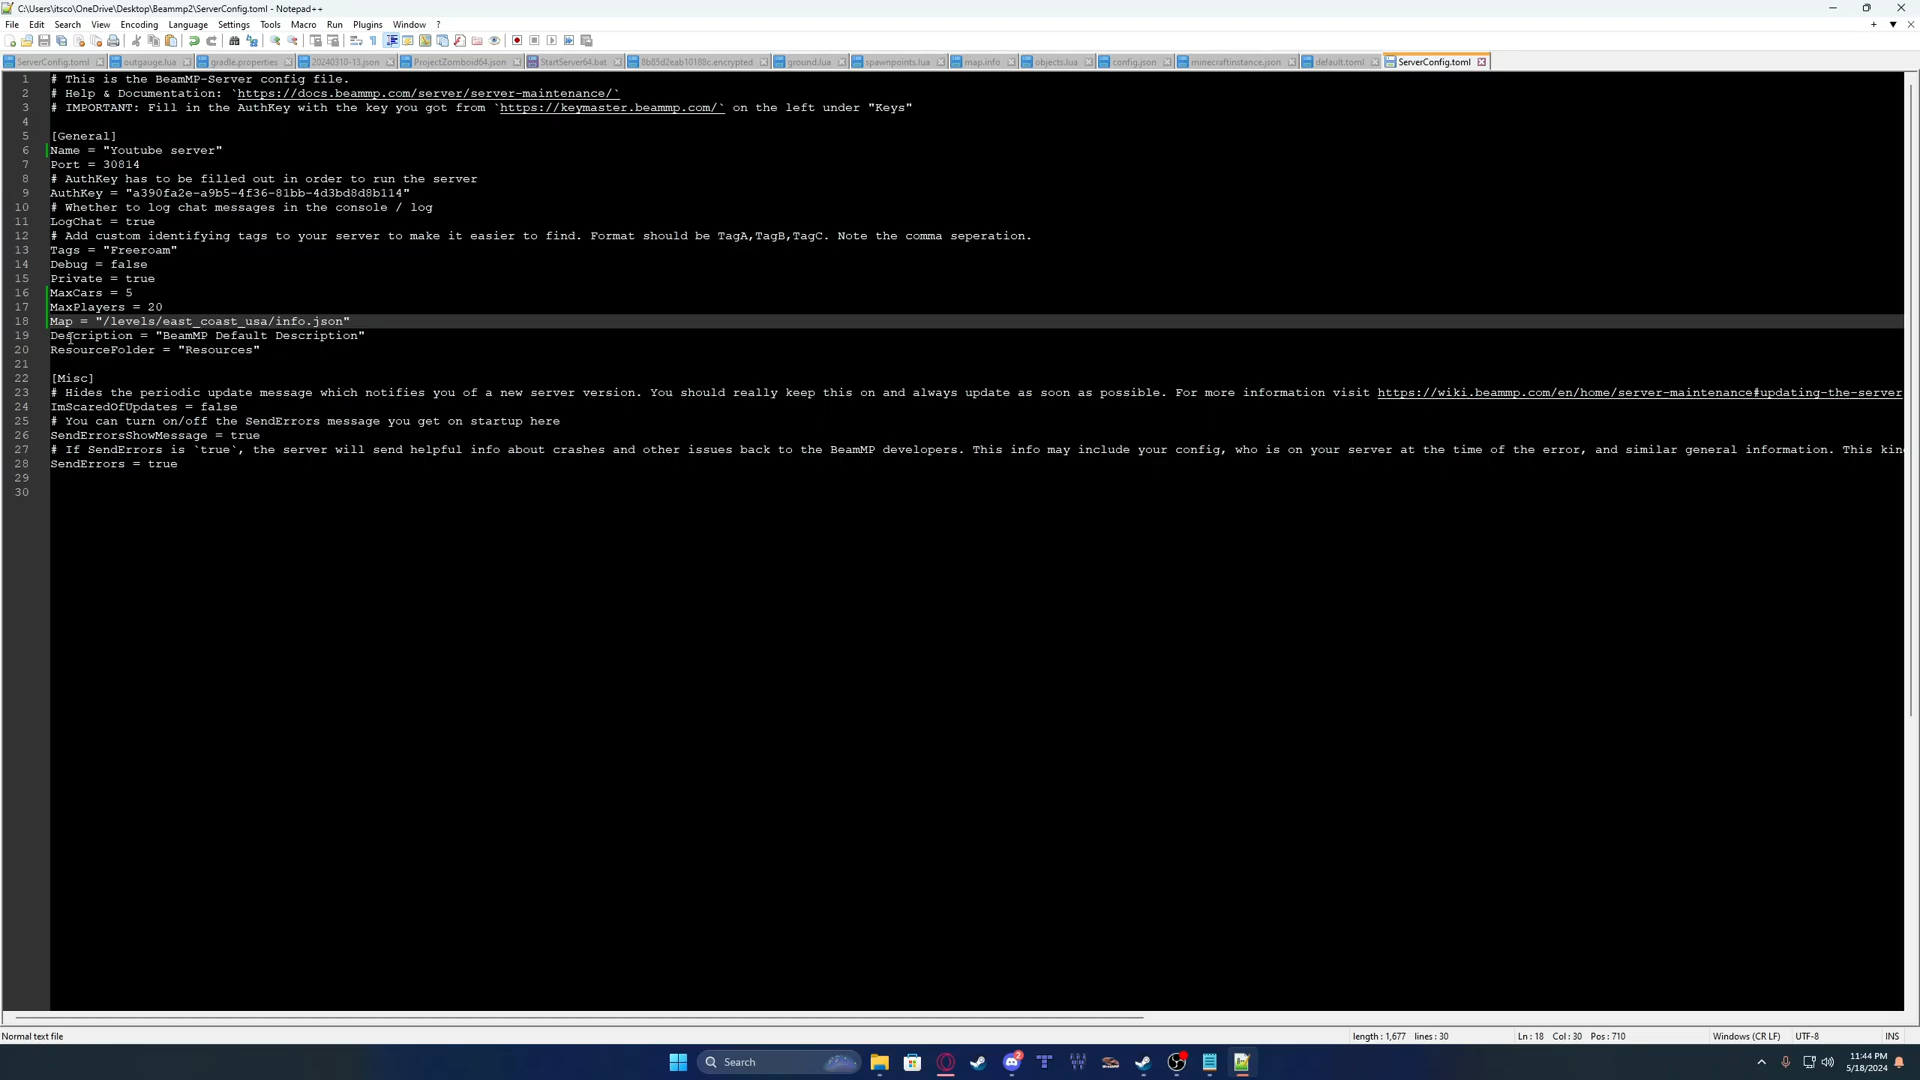 C:\Users\itsco\OneDrive\Desktop\Beammp2\ServerConfig.toml - Notepad++
File Edit Search View Encoding Language Settings Tools Macro Run Plugins Window ?
ServerConfig.toml outgauge.lua gradle.properties 20240310-13.json ProjectZomboid64.json StartServer64.bat 8b85d2eab10188c.encrypted ground.lua spawnpoints.lua map.info objects.lua config.json minecraftinstance.json default.toml ServerConfig.toml
1 # This is the BeamMP-Server config file.
2 # Help & Documentation: `https://docs.beammp.com/server/server-maintenance/`
3 # IMPORTANT: Fill in the AuthKey with the key you got from `https://keymaster.beammp.com/` on the left under "Keys"
4
5 [General]
6 Name = "Youtube server"
7 Port = 30814
8 # AuthKey has to be filled out in order to run the server
9 AuthKey = "a390fa2e-a9b5-4f36-81bb-4d3bd8d8b114"
10 # Whether to log chat messages in the console / log
11 LogChat = true
12 # Add custom identifying tags to your server to make it easier to find. Format should be TagA,TagB,TagC. Note the comma seperation.
13 Tags = "Freeroam"
14 Debug = false
15 Private = true
16 MaxCars = 5
17 MaxPlayers = 20
18 Map = "/levels/east_coast_usa/info.json"
19 Description = "BeamMP Default Description"
20 ResourceFolder = "Resources"
21
22 [Misc]
23 # Hides the periodic update message which notifies you of a new server version. You should really keep this on and always update as soon as possible. For more information visit https://wiki.beammp.com/en/home/server-maintenance#updating-the-server
24 ImScaredOfUpdates = false
25 # You can turn on/off the SendErrors message you get on startup here
26 SendErrorsShowMessage = true
27 # If SendErrors is `true`, the server will send helpful info about crashes and other issues back to the BeamMP developers. This info may include your config, who is on your server at the time of the error, and similar general information. This kin
28 SendErrors = true
29
30
Normal text file length : 1,677 lines : 30 Ln : 18 Col : 30 Pos : 710 Windows (CR LF) UTF-8 INS
Search 2 11:44 PM
5/18/2024